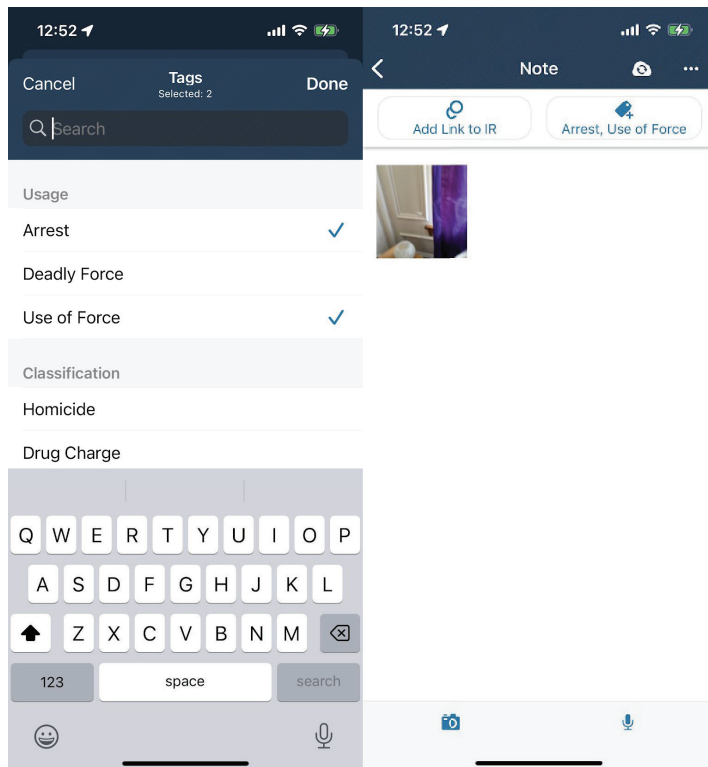 12:52
Cancel
Tags
Done
Selected: 2
Search
Usage
Arrest
Deadly Force
Use of Force
Classification
Homicide
Drug Charge
Q W E R T Y U I O P
A S D F G H J K L
Z X C V B N M
123 space search
12:52
Note
Add Link to IR
Arrest, Use of Force